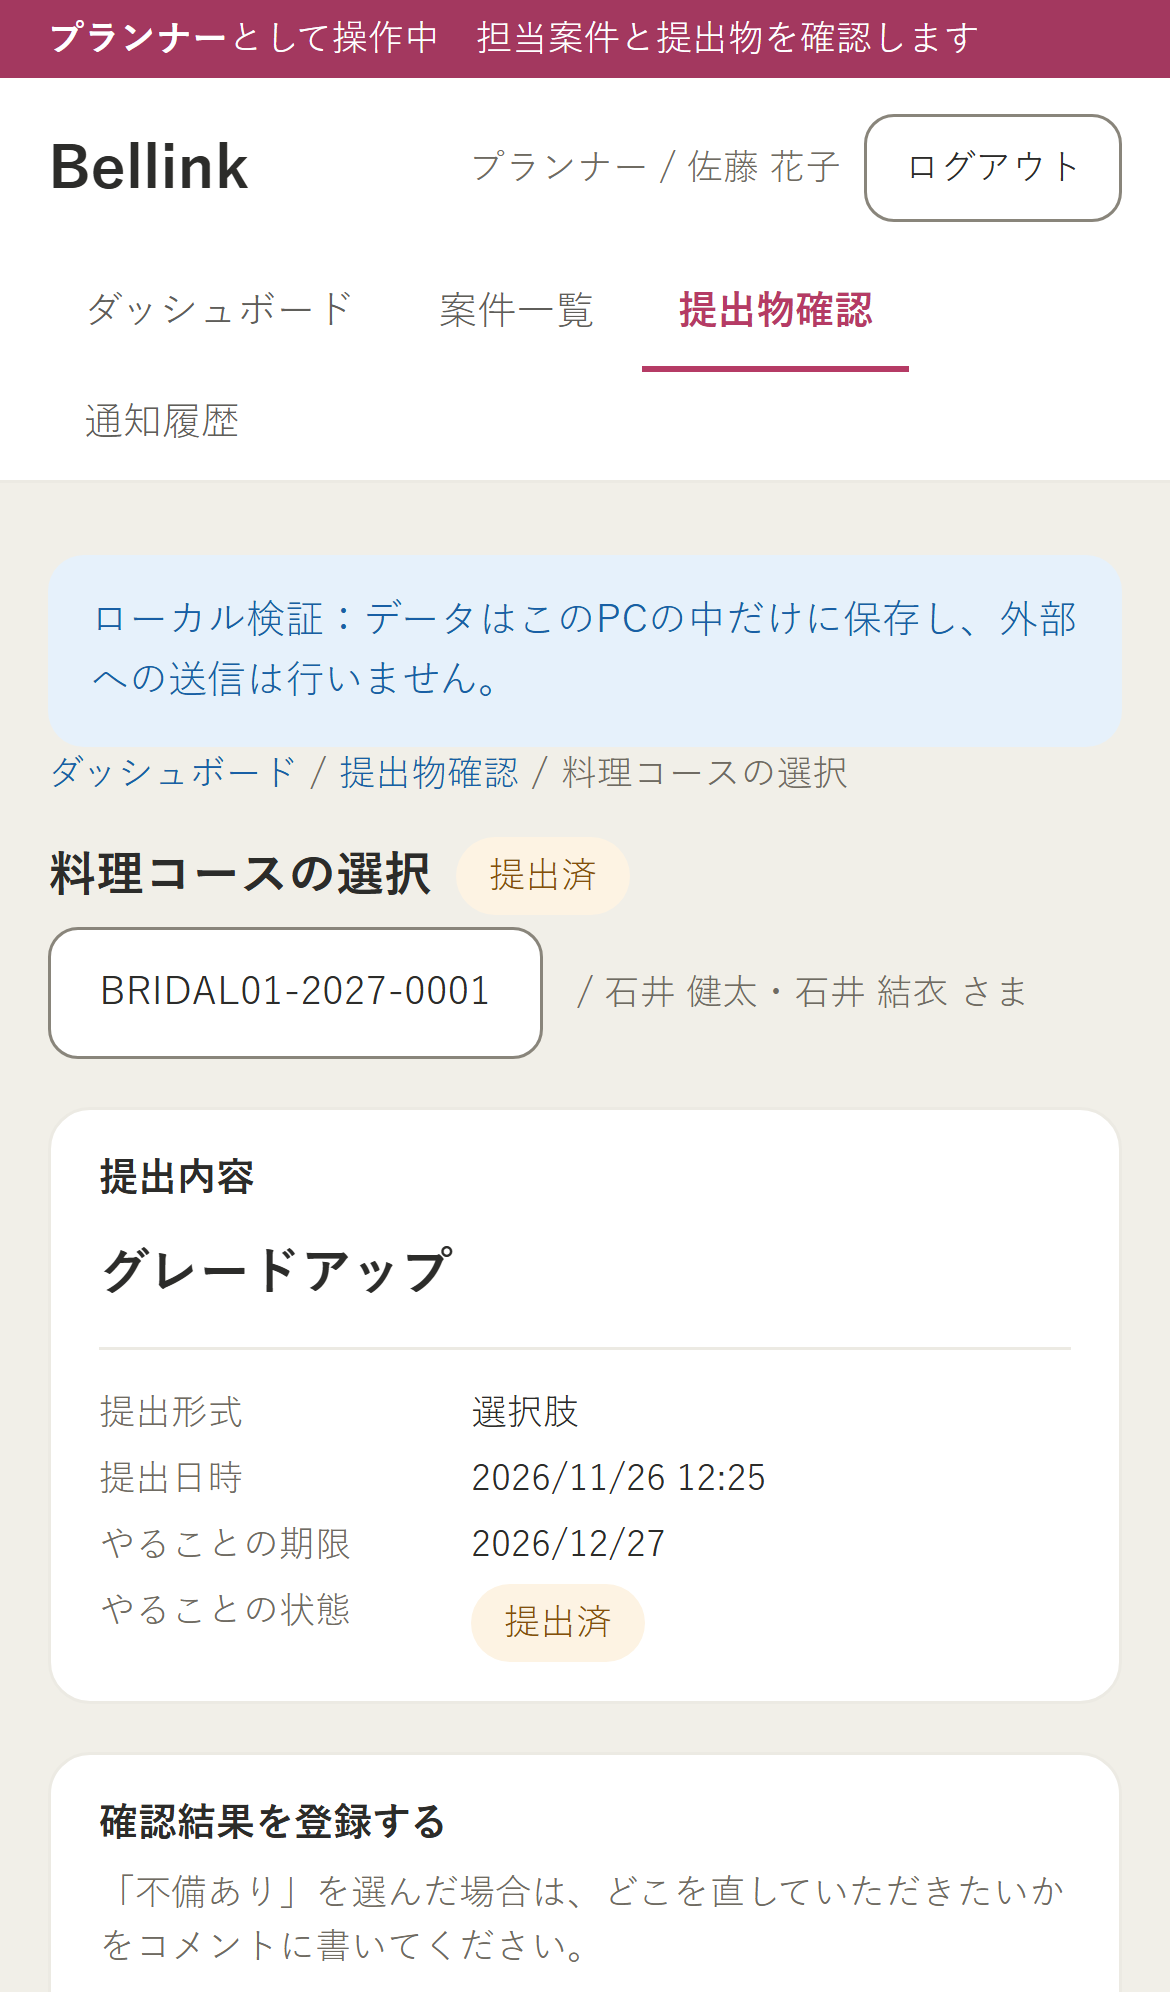 プランナーとして操作中 担当案件と提出物を確認します
Bellink
プランナー / 佐藤 花子
ログアウト
ダッシュボード
案件一覧
提出物確認
通知履歴
ローカル検証：データはこのPCの中だけに保存し、外部
への送信は行いません。
ダッシュボード / 提出物確認 / 料理コースの選択
料理コースの選択
提出済
BRIDAL01-2027-0001
/ 石井 健太・石井 結衣 さま
提出内容
グレードアップ
提出形式
選択肢
提出日時
2026/11/26 12:25
やることの期限
2026/12/27
やることの状態
提出済
確認結果を登録する
「不備あり」を選んだ場合は、どこを直していただきたいか
をコメントに書いてください。